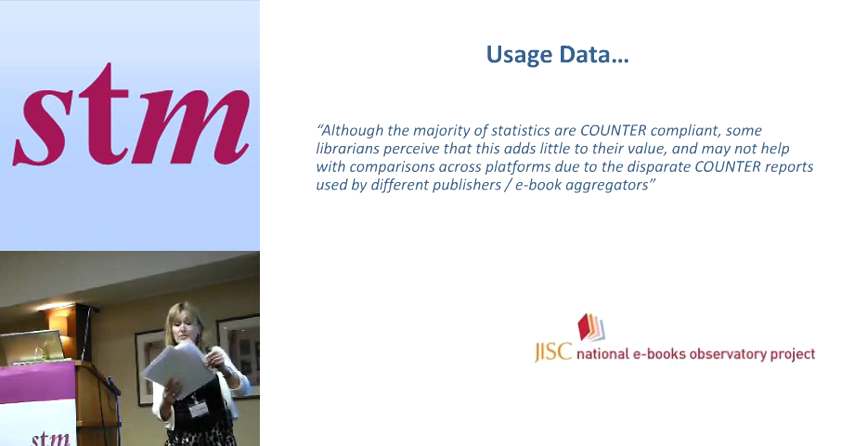 stm
Usage Data…
“Although the majority of statistics are COUNTER compliant, some
librarians perceive that this adds little to their value, and may not help
with comparisons across platforms due to the disparate COUNTER reports
used by different publishers / e-book aggregators”
JISC national e-books observatory project
stm